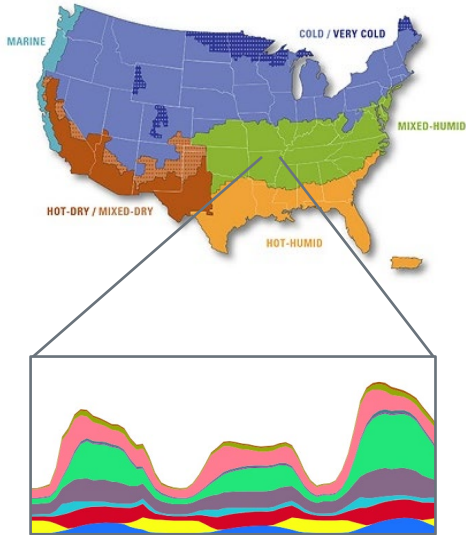 COLD / VERY COLD
MARINE
MIXED-HUMID
HOT-DRY / MIXED-DRY
HOT-HUMID